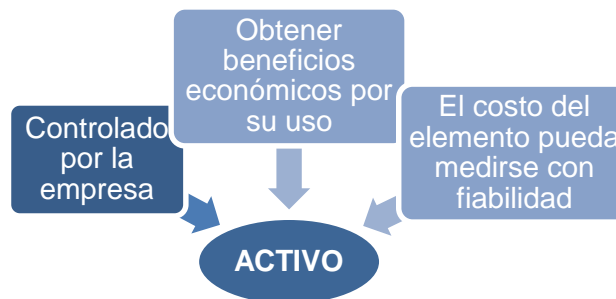 Obtener
beneficios
económicos por
su uso
Controlado
por la
empresa
El costo del
elemento pueda
medirse con
fiabilidad
ACTIVO